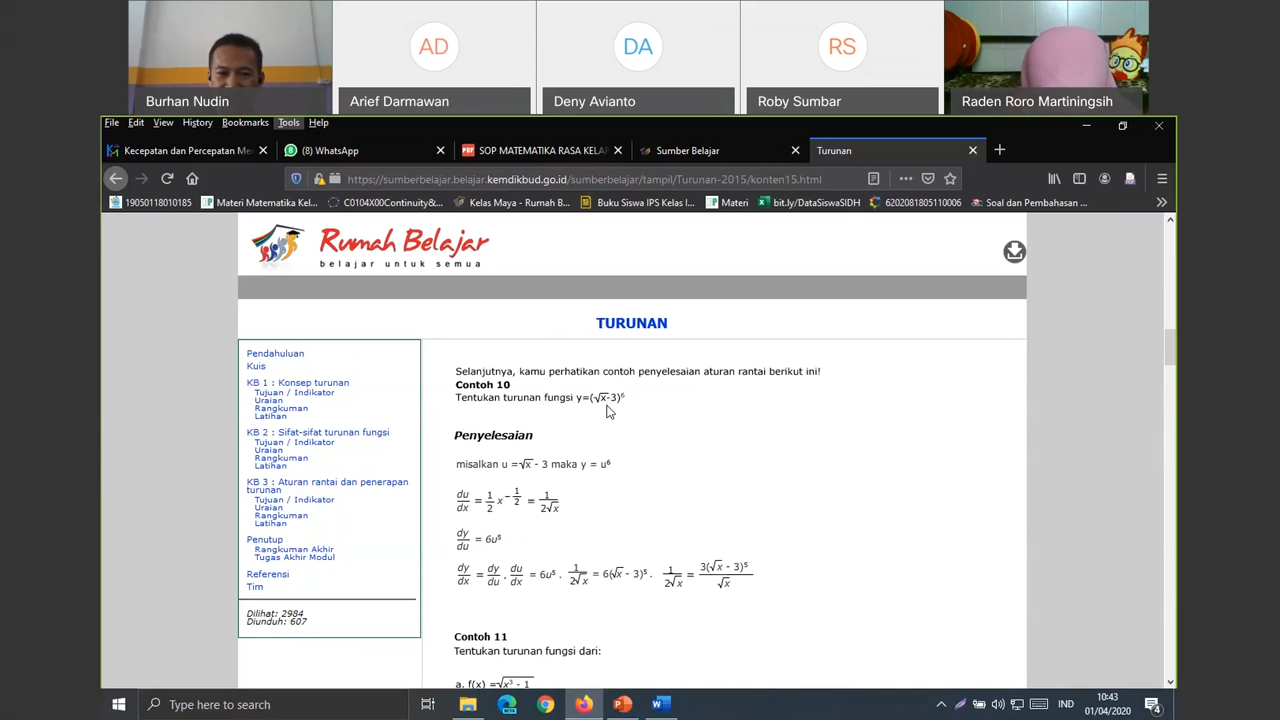 AD
DA
RS
Burhan Nudin
Arief Darmawan
Deny Avianto
Roby Sumbar
Raden Roro Martiningsih
File Edit View History Bookmarks Tools Help
Kecepatan dan Percepatan Me
(8) WhatsApp
SOP MATEMATIKA RASA KELAP
Sumber Belajar
Turunan
https://sumberbelajar.belajar.kemdikbud.go.id/sumberbelajar/tampil/Turunan-2015/konten15.html
19050118010185
Materi Matematika Kel...
C0104X00Continuity&...
Kelas Maya - Rumah B...
Buku Siswa IPS Kelas I...
Materi
bit.ly/DataSiswaSIDH
6202081805110006
Soal dan Pembahasan ...
Rumah Belajar
belajar untuk semua
TURUNAN
Pendahuluan
Kuis
KB 1 : Konsep turunan
Tujuan / Indikator
Uraian
Rangkuman
Latihan
KB 2 : Sifat-sifat turunan fungsi
Tujuan / Indikator
Uraian
Rangkuman
Latihan
KB 3 : Aturan rantai dan penerapan
turunan
Tujuan / Indikator
Uraian
Rangkuman
Latihan
Penutup
Rangkuman Akhir
Tugas Akhir Modul
Referensi
Tim
Dilihat: 2984
Diunduh: 607
Selanjutnya, kamu perhatikan contoh penyelesaian aturan rantai berikut ini!
Contoh 10
Tentukan turunan fungsi y=(√x-3)⁶
Penyelesaian
misalkan u =√x - 3 maka y = u⁶
du/dx = 1/2 x^(-1/2) = 1/(2√x)
dy/du = 6u⁵
dy/dx = dy/du . du/dx = 6u⁵ . 1/(2√x) = 6(√x - 3)⁵ . 1/(2√x) = 3(√x - 3)⁵/√x
Contoh 11
Tentukan turunan fungsi dari:
a. f(x) =√(x³ - 1)
Type here to search
IND
10:43
01/04/2020
4